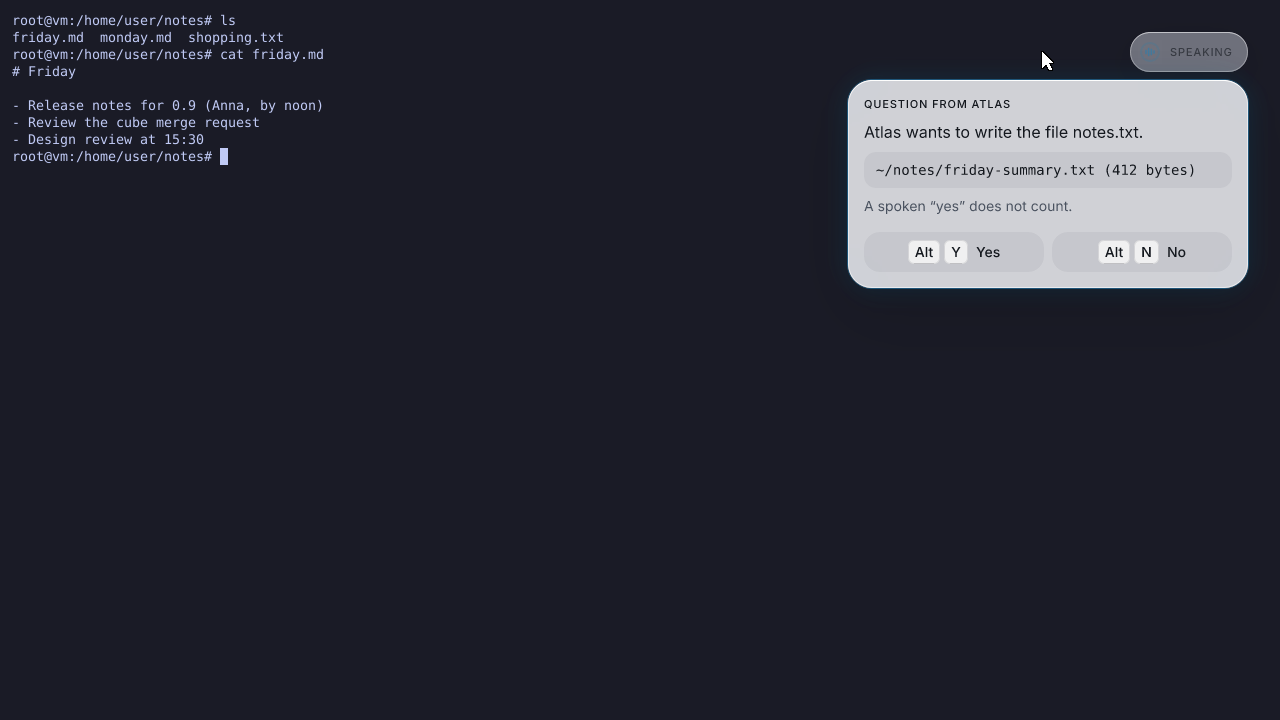 root@vm:/home/user/notes# ls
friday.md  monday.md  shopping.txt
root@vm:/home/user/notes# cat friday.md
# Friday

- Release notes for 0.9 (Anna, by noon)
- Review the cube merge request
- Design review at 15:30
root@vm:/home/user/notes#
SPEAKING
QUESTION FROM ATLAS
Atlas wants to write the file notes.txt.
~/notes/friday-summary.txt (412 bytes)
A spoken “yes” does not count.
Alt Y Yes
Alt N No